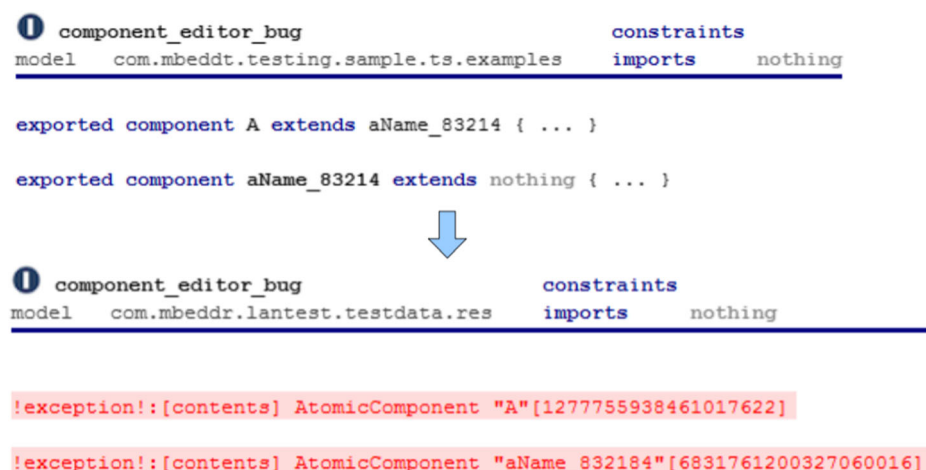 component_editor_bug constraints
model com.mbeddt.testing.sample.ts.examples imports nothing
exported component A extends aName_83214 { ... }
exported component aName_83214 extends nothing { ... }
component_editor_bug constraints
model com.mbeddr.lantest.testdata.res imports nothing
!exception!:[contents] AtomicComponent "A"[1277755938461017622]
!exception!:[contents] AtomicComponent "aName_832184"[6831761200327060016]